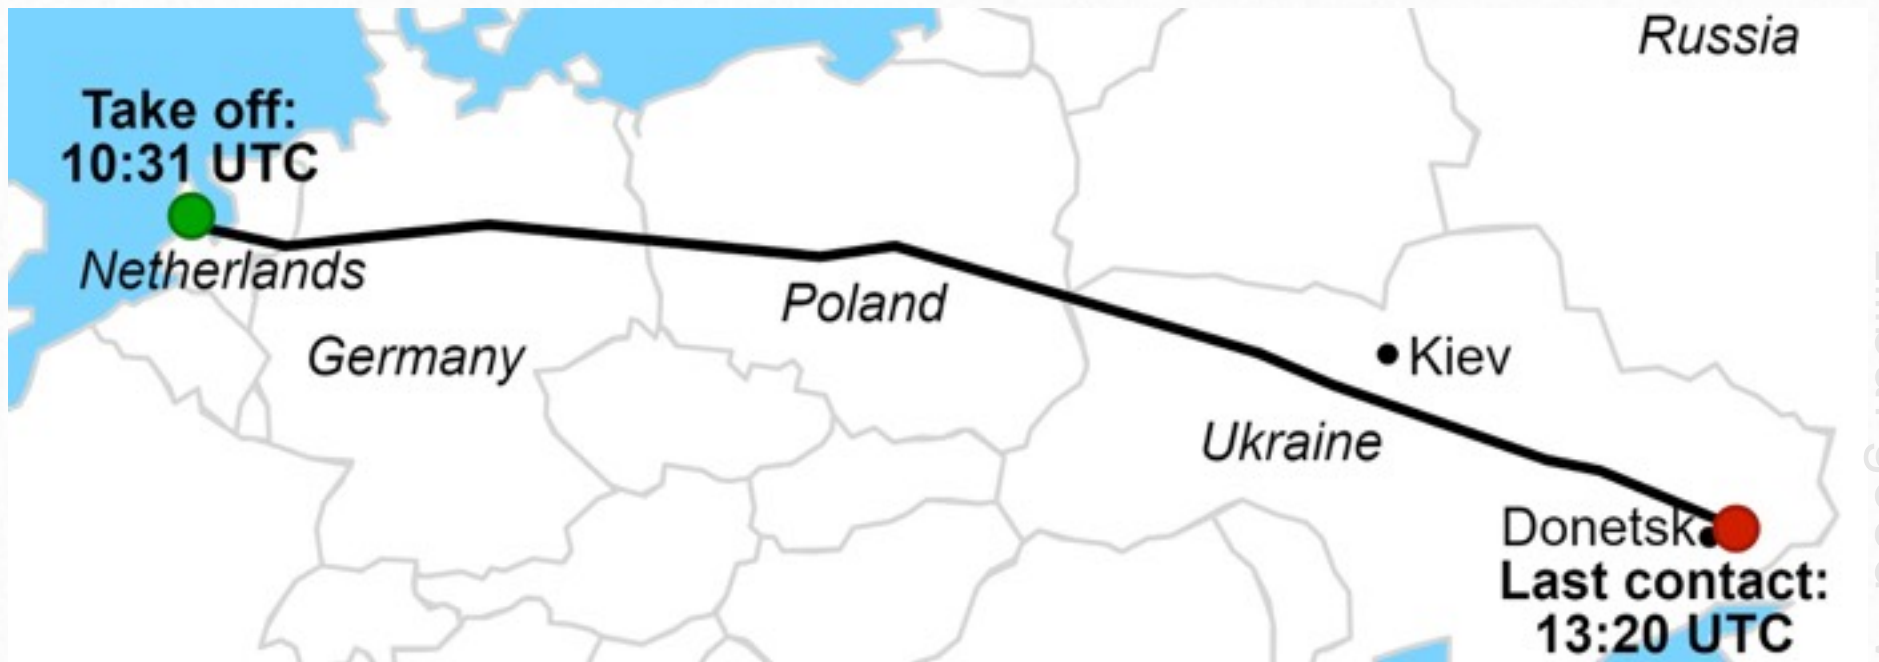 Russia
Take off:
10:31 UTC
Netherlands
Poland
Germany
Kiev
Ukraine
Donetsk
Last contact:
13:20 UTC